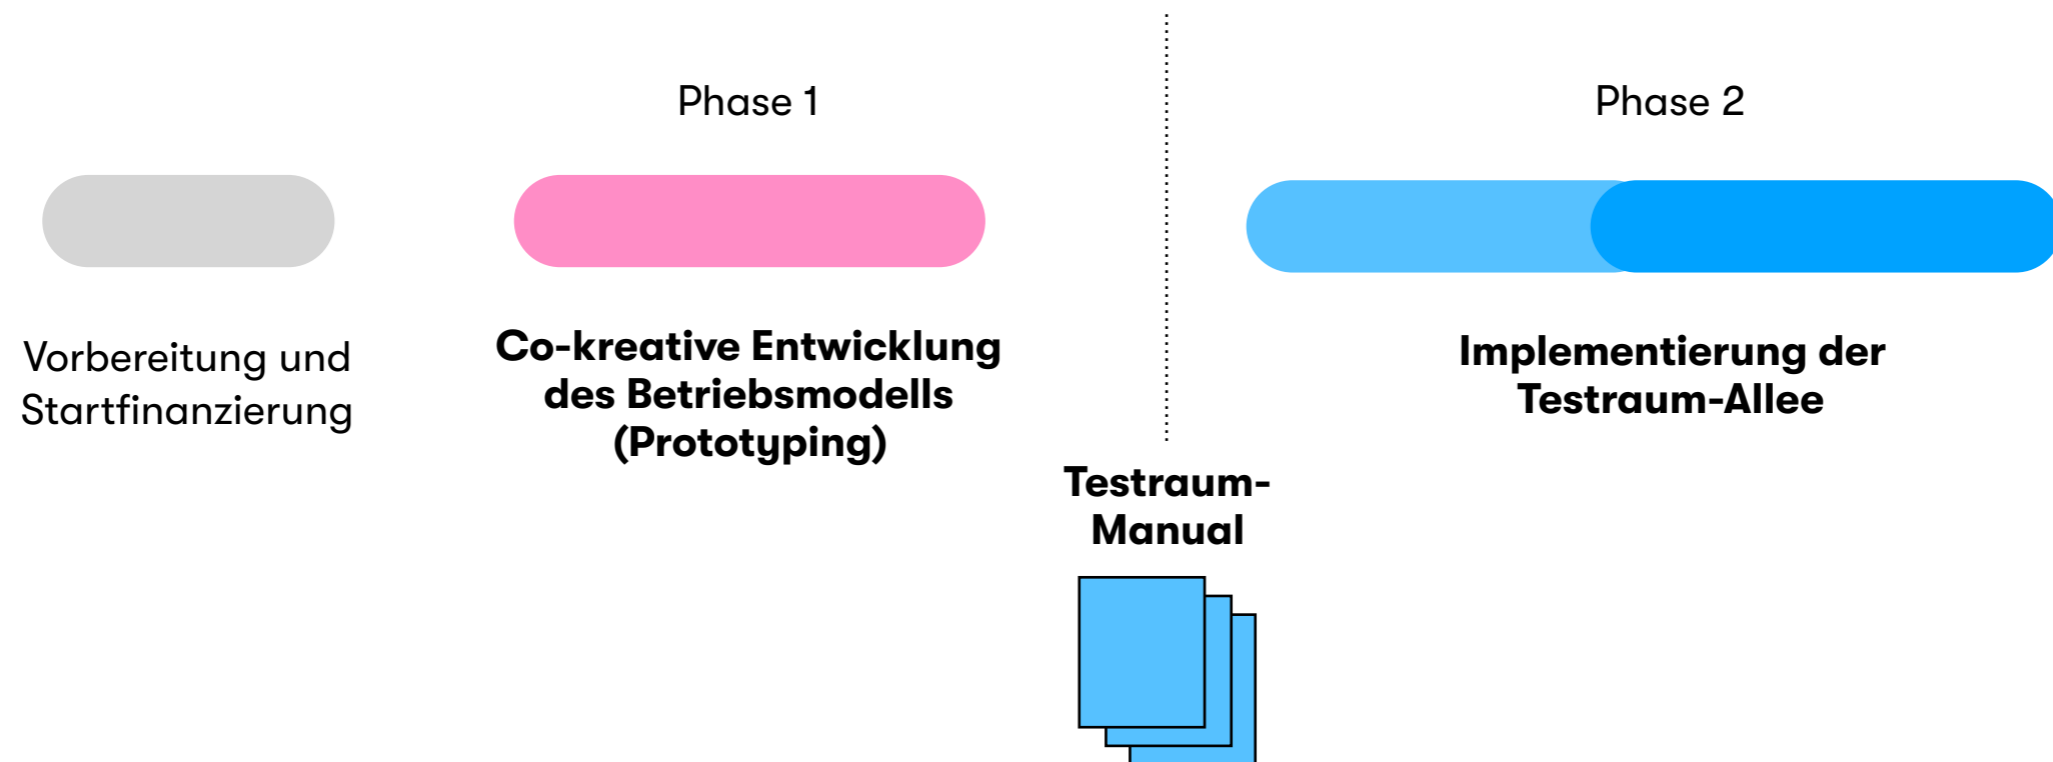 Phase 1
Phase 2
Vorbereitung und
Startfinanzierung
Co-kreative Entwicklung
des Betriebsmodells
(Prototyping)
Implementierung der
Testraum-Allee
Testraum-
Manual